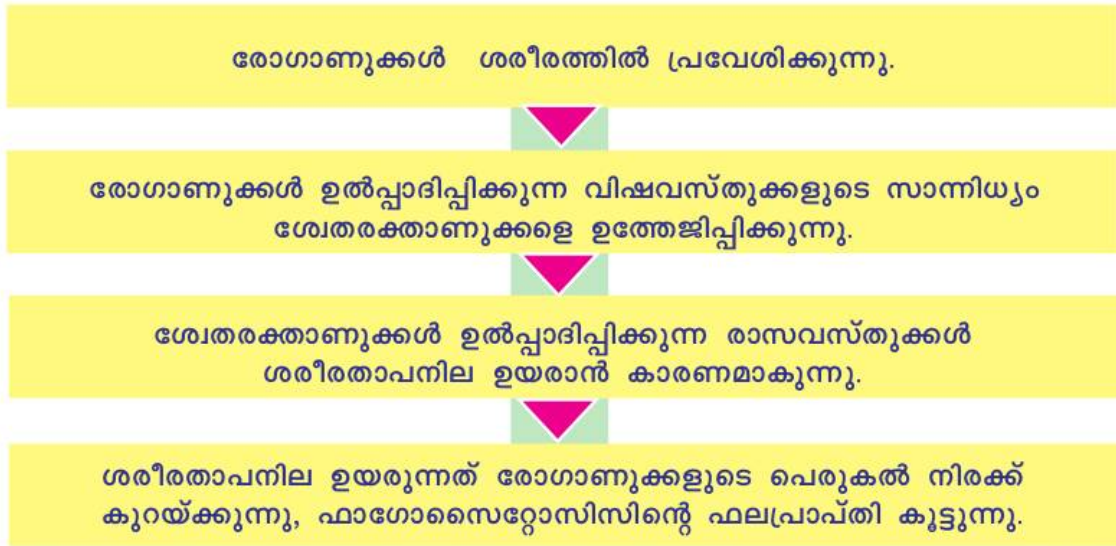 രോഗാണുക്കൾ ശരീരത്തിൽ പ്രവേശിക്കുന്നു.
രോഗാണുക്കൾ ഉൽപ്പാദിപ്പിക്കുന്ന വിഷവസ്തുക്കളുടെ സാന്നിധ്യം
ശ്വേതരക്താണുക്കളെ ഉത്തേജിപ്പിക്കുന്നു.
ശ്വേതരക്താണുക്കൾ ഉൽപ്പാദിപ്പിക്കുന്ന രാസവസ്തുക്കൾ
ശരീരതാപനില ഉയരാൻ കാരണമാകുന്നു.
ശരീരതാപനില ഉയരുന്നത് രോഗാണുക്കളുടെ പെരുകൽ നിരക്ക്
കുറയ്ക്കുന്നു, ഫാഗോസൈറ്റോസിസിന്റെ ഫലപ്രാപ്തി കൂട്ടുന്നു.